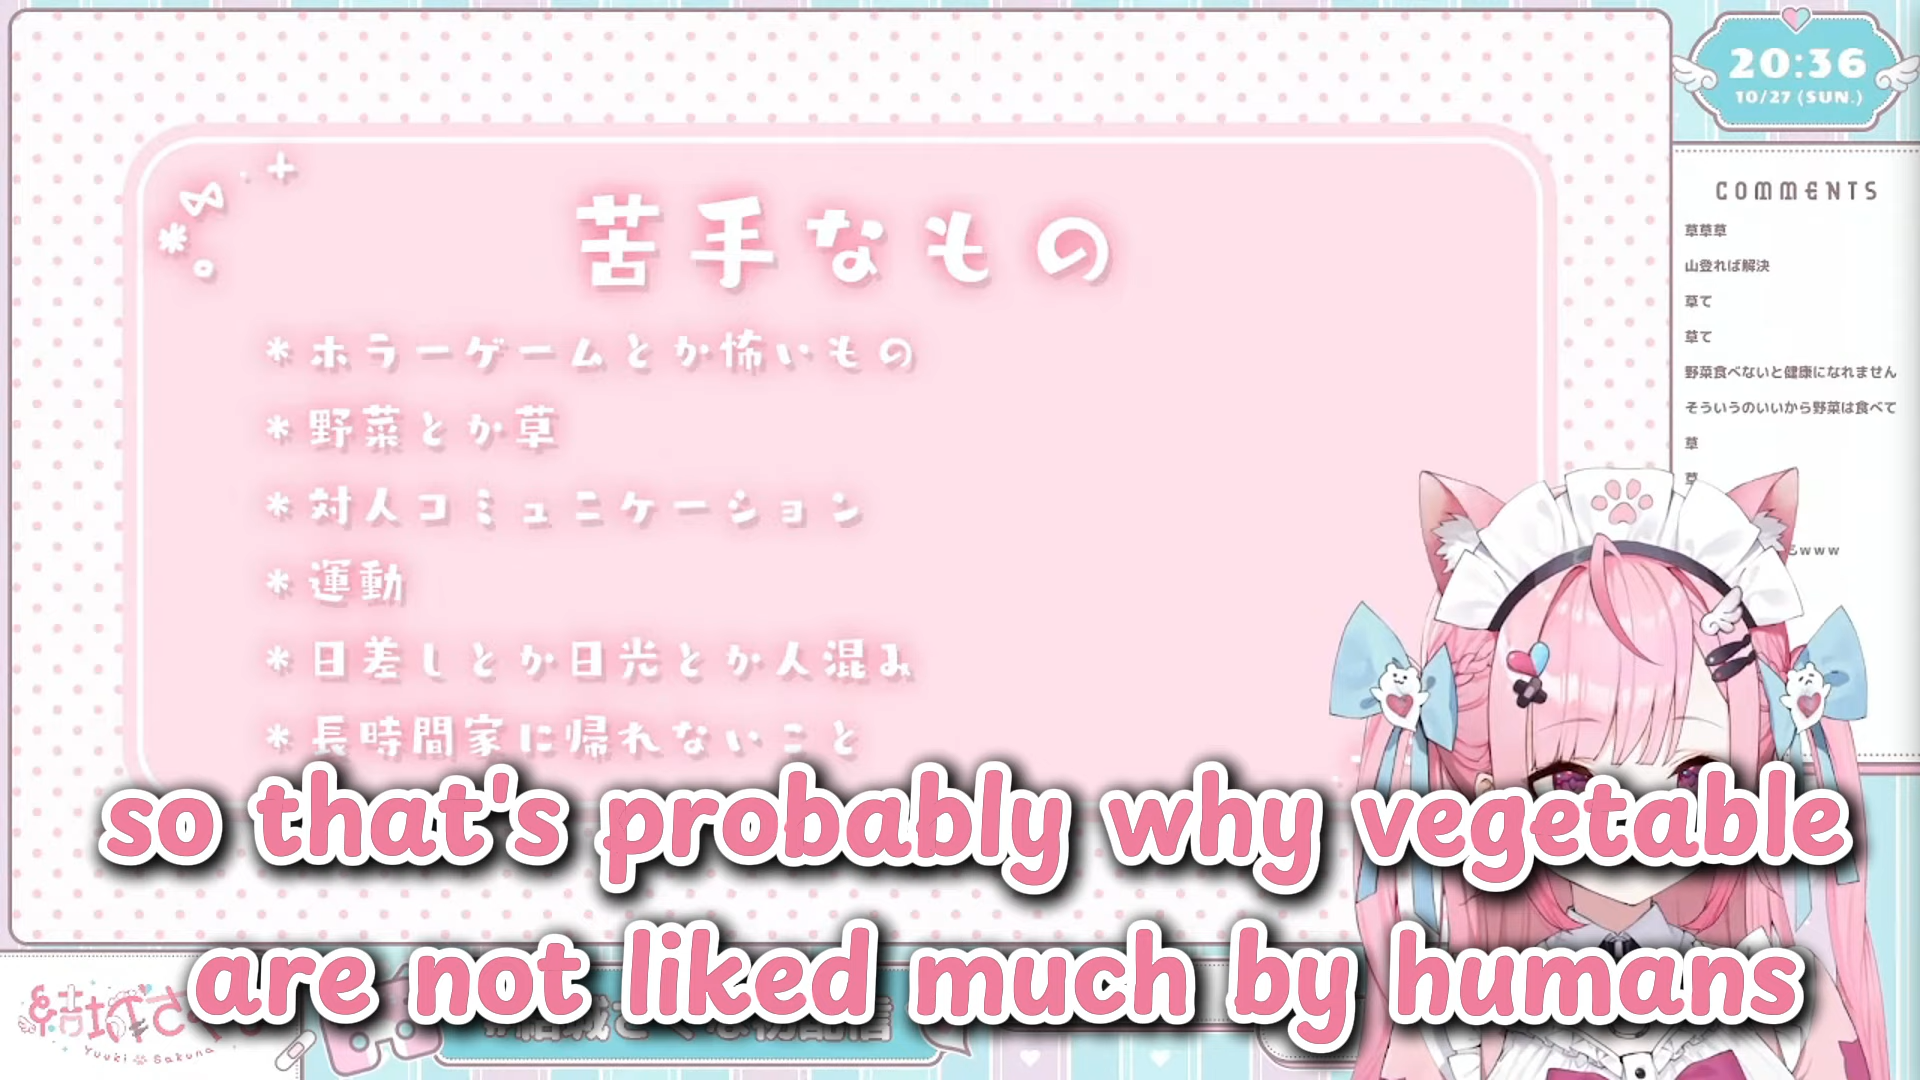 苦手なもの
*ホラーゲームとか怖いもの
*野菜とか草
*対人コミュニケーション
*運動
*日差しとか日光とか人混み
*長時間家に帰れないこと
20:36
10/27 (SUN.)
COMMENTS
草草草
山登れば解決
草て
草て
野菜食べないと健康になれません
そういうのいいから野菜は食べて
草
草
www
so that's probably why vegetable
are not liked much by humans
結城さ
Yuuki Sakuna